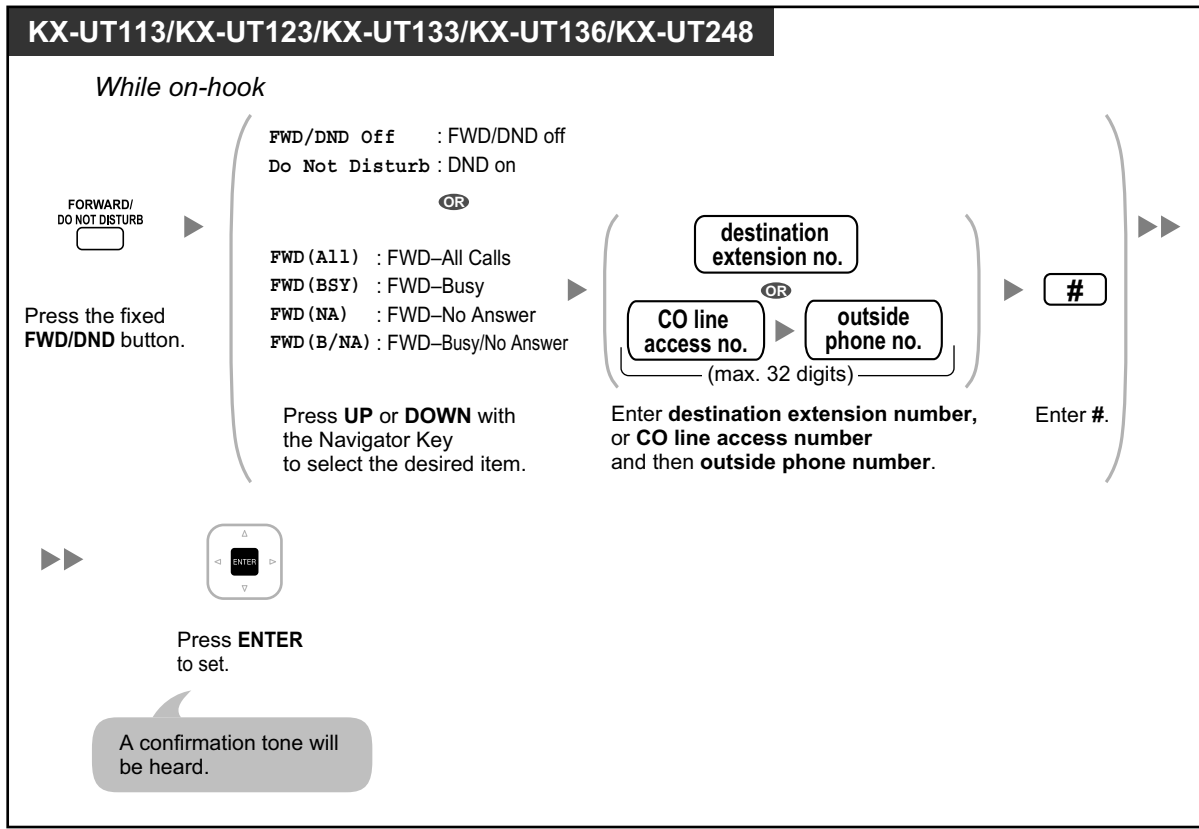 KX-UT113/KX-UT123/KX-UT133/KX-UT136/KX-UT248
While on-hook
FORWARD/
DO NOT DISTURB
Press the fixed
FWD/DND button.
FWD/DND Off : FWD/DND off
Do Not Disturb : DND on
OR
FWD(All) : FWD–All Calls
FWD(BSY) : FWD–Busy
FWD(NA) : FWD–No Answer
FWD(B/NA) : FWD–Busy/No Answer
Press UP or DOWN with
the Navigator Key
to select the desired item.
destination
extension no.
OR
CO line
access no.
outside
phone no.
(max. 32 digits)
Enter destination extension number,
or CO line access number
and then outside phone number.
#
Enter #.
ENTER
Press ENTER
to set.
A confirmation tone will
be heard.